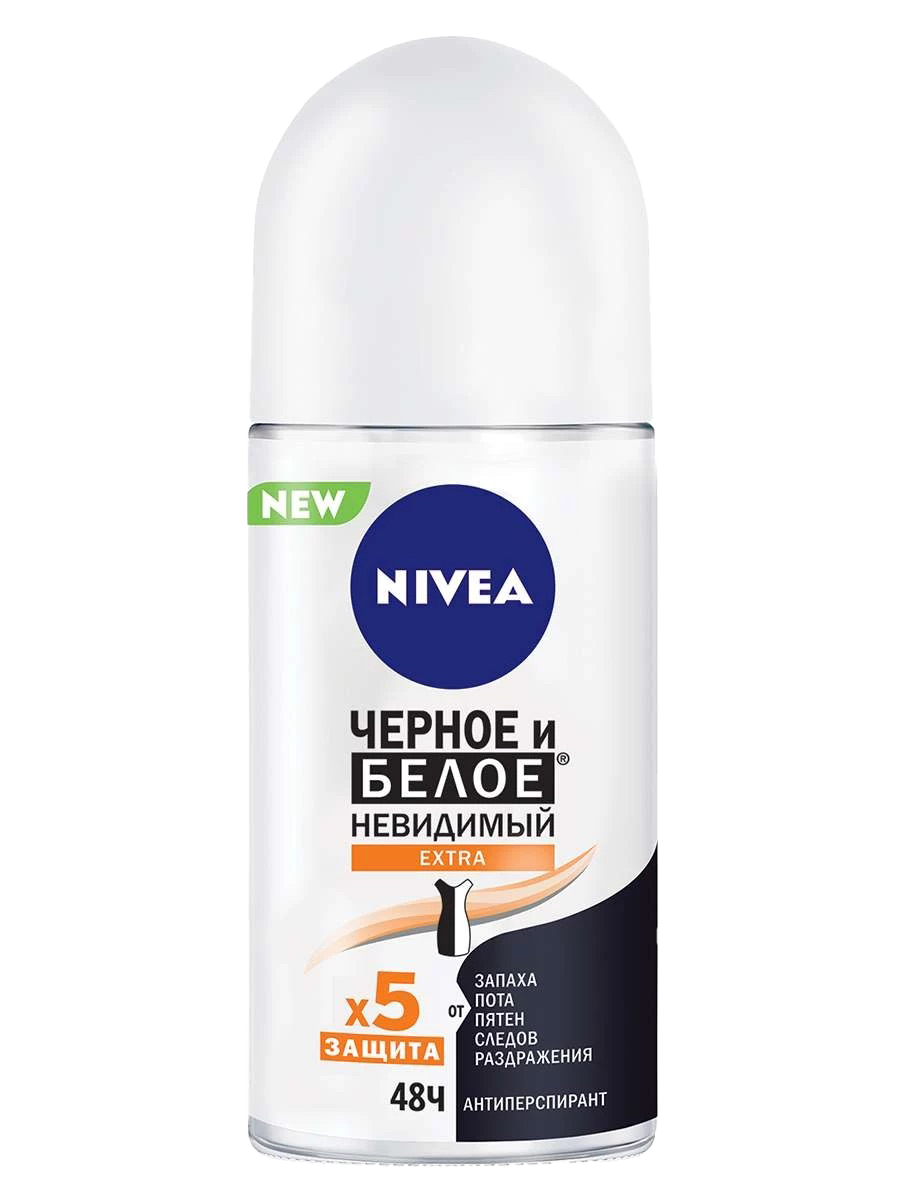 NEW
NIVEA
ЧЕРНОЕ и
БЕЛОЕ®
НЕВИДИМЫЙ
EXTRA
x5
ЗАЩИТА
от
ЗАПАХА
ПОТА
ПЯТЕН
СЛЕДОВ
РАЗДРАЖЕНИЯ
48Ч
АНТИПЕРСПИРАНТ